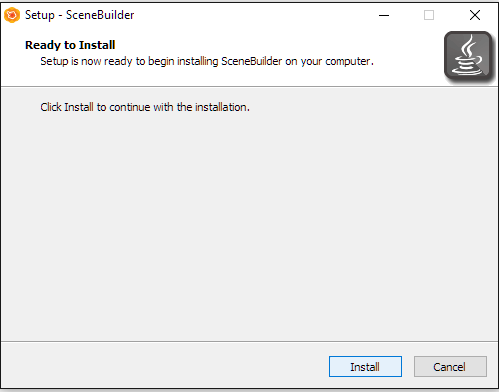 Setup - SceneBuilder
Ready to Install
Setup is now ready to begin installing SceneBuilder on your computer.
Click Install to continue with the installation.
Install
Cancel